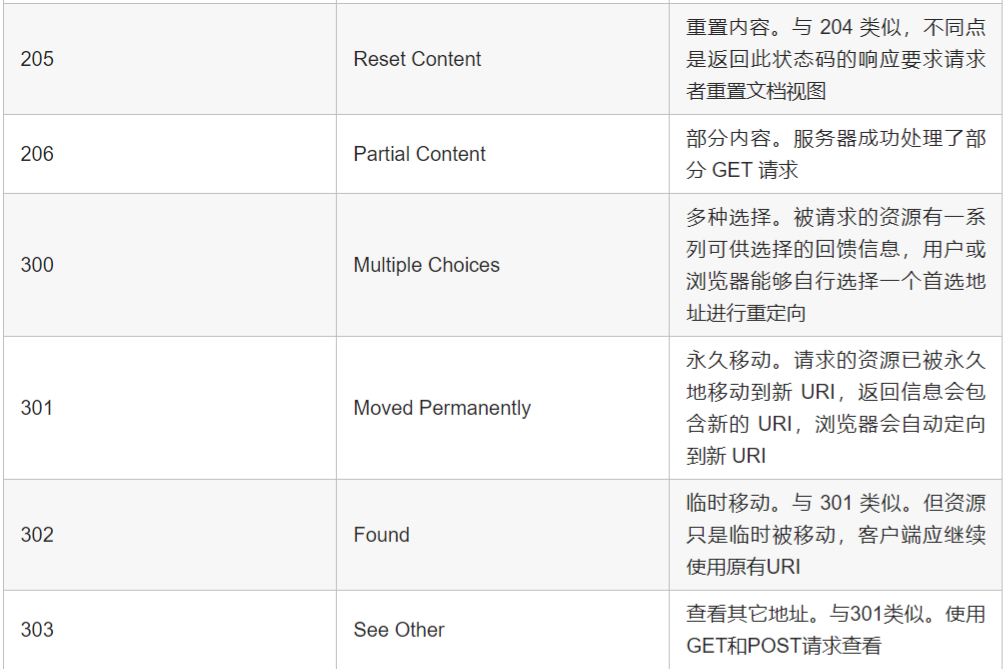 205
Reset Content
重置内容。与 204 类似，不同点
是返回此状态码的响应要求请求
者重置文档视图
206
Partial Content
部分内容。服务器成功处理了部
分 GET 请求
300
Multiple Choices
多种选择。被请求的资源有一系
列可供选择的回馈信息，用户或
浏览器能够自行选择一个首选地
址进行重定向
301
Moved Permanently
永久移动。请求的资源已被永久
地移动到新 URI，返回信息会包
含新的 URI，浏览器会自动定向
到新 URI
302
Found
临时移动。与 301 类似。但资源
只是临时被移动，客户端应继续
使用原有URI
303
See Other
查看其它地址。与301类似。使用
GET和POST请求查看